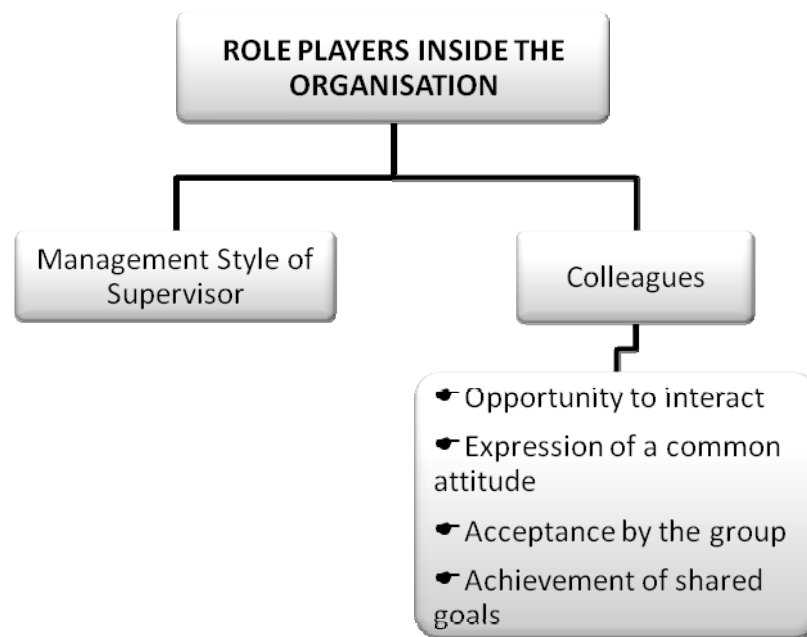 ROLE PLAYERS INSIDE THE
ORGANISATION
Management Style of
Supervisor
Colleagues
☛ Opportunity to interact
☛ Expression of a common
attitude
☛ Acceptance by the group
☛ Achievement of shared
goals